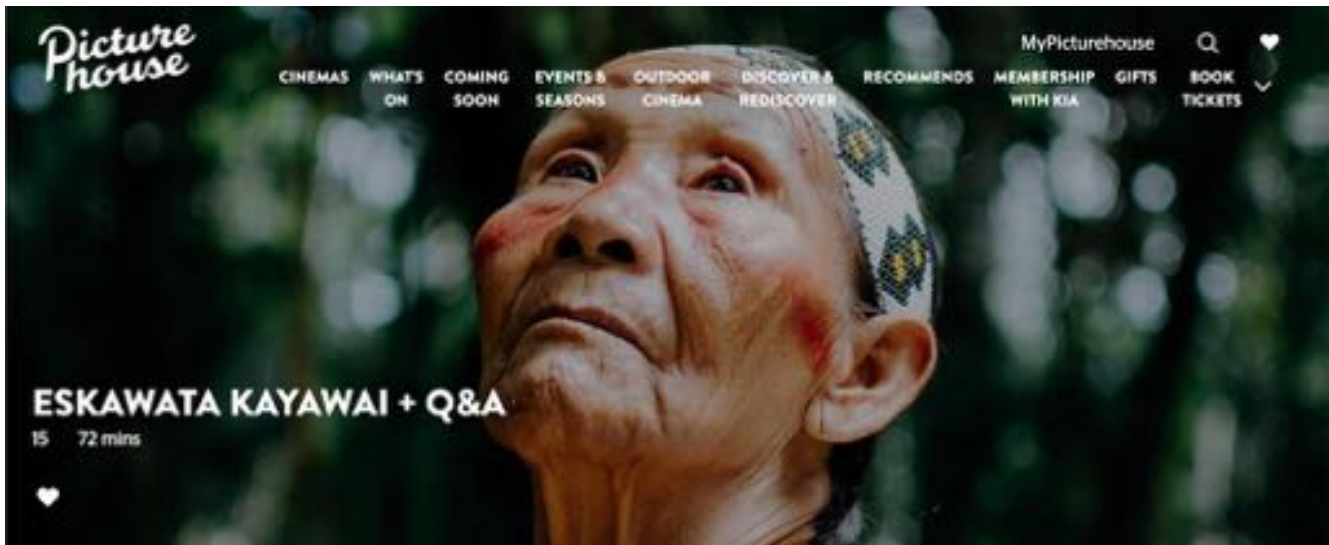 Picture
house
MyPicturehouse
CINEMAS WHAT'S ON COMING SOON EVENTS & SEASONS OUTDOOR CINEMA DISCOVER & REDISCOVER RECOMMENDS MEMBERSHIP WITH KIA GIFTS BOOK TICKETS
ESKAWATA KAYAWAI + Q&A
15 72 mins